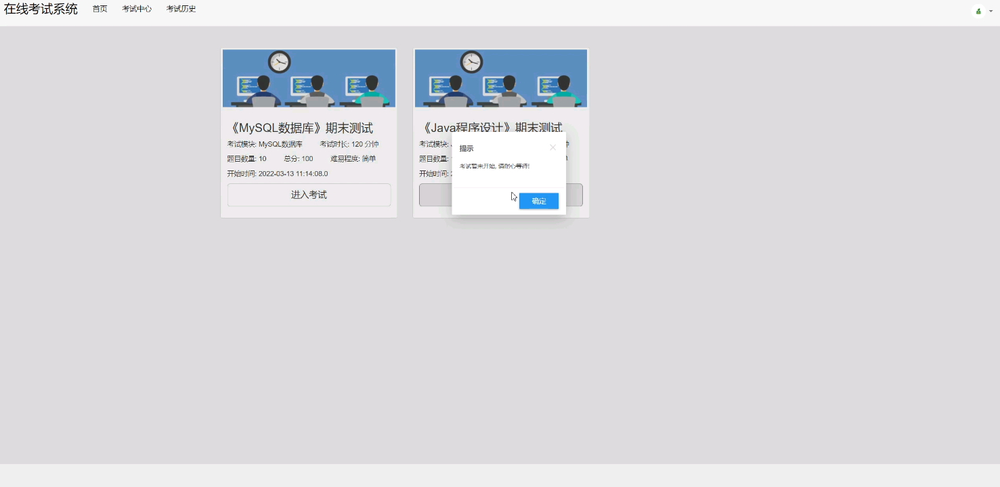 在线考试系统 首页 考试中心 考试历史
《MySQL数据库》期末测试
考试模块: MySQL数据库 考试时长: 120 分钟
题目数量: 10 总分: 100 难易程度: 简单
开始时间: 2022-03-13 11:14:08.0
进入考试
《Java程序设计》期末测试
考试模块:
题目数量:
开始时间:
提示
考试暂未开始, 请耐心等待!
确定